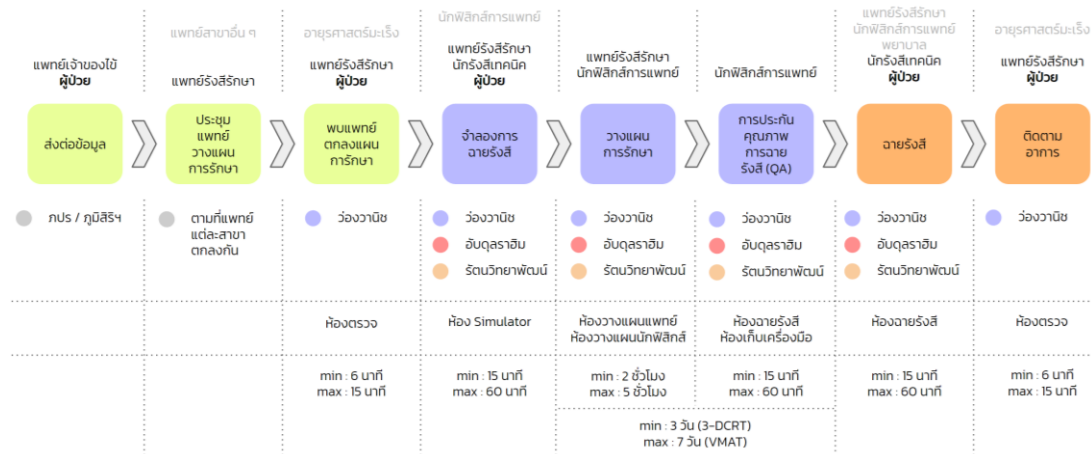 แพทย์เจ้าของไข้
ผู้ป่วย
ส่งต่อข้อมูล
ภปร / ภูมิสิริฯ
แพทย์สาขาอื่น ๆ
แพทย์รังสีรักษา
ประชุม
แพทย์
วางแผน
การรักษา
ตามที่แพทย์
แต่ละสาขา
ตกลงกัน
อายุรศาสตร์มะเร็ง
แพทย์รังสีรักษา
ผู้ป่วย
พบแพทย์
ตกลงแผน
การรักษา
ว่องวานิช
ห้องตรวจ
min : 6 นาที
max : 15 นาที
นักฟิสิกส์การแพทย์
แพทย์รังสีรักษา
นักรังสีเทคนิค
ผู้ป่วย
จำลองการ
ฉายรังสี
ว่องวานิช
อับดุลราฮิม
รัตนวิทยาพัฒน์
ห้อง Simulator
min : 15 นาที
max : 60 นาที
แพทย์รังสีรักษา
นักฟิสิกส์การแพทย์
วางแผน
การรักษา
ว่องวานิช
อับดุลราฮิม
รัตนวิทยาพัฒน์
ห้องวางแผนแพทย์
ห้องวางแผนนักฟิสิกส์
min : 2 ชั่วโมง
max : 5 ชั่วโมง
นักฟิสิกส์การแพทย์
การประกัน
คุณภาพ
การฉาย
รังสี (QA)
ว่องวานิช
อับดุลราฮิม
รัตนวิทยาพัฒน์
ห้องฉายรังสี
ห้องเก็บเครื่องมือ
min : 15 นาที
max : 60 นาที
min : 3 วัน (3-DCRT)
max : 7 วัน (VMAT)
แพทย์รังสีรักษา
นักฟิสิกส์การแพทย์
พยาบาล
นักรังสีเทคนิค
ผู้ป่วย
ฉายรังสี
ว่องวานิช
อับดุลราฮิม
รัตนวิทยาพัฒน์
ห้องฉายรังสี
min : 15 นาที
max : 60 นาที
อายุรศาสตร์มะเร็ง
แพทย์รังสีรักษา
ผู้ป่วย
ติดตาม
อาการ
ว่องวานิช
ห้องตรวจ
min : 6 นาที
max : 15 นาที